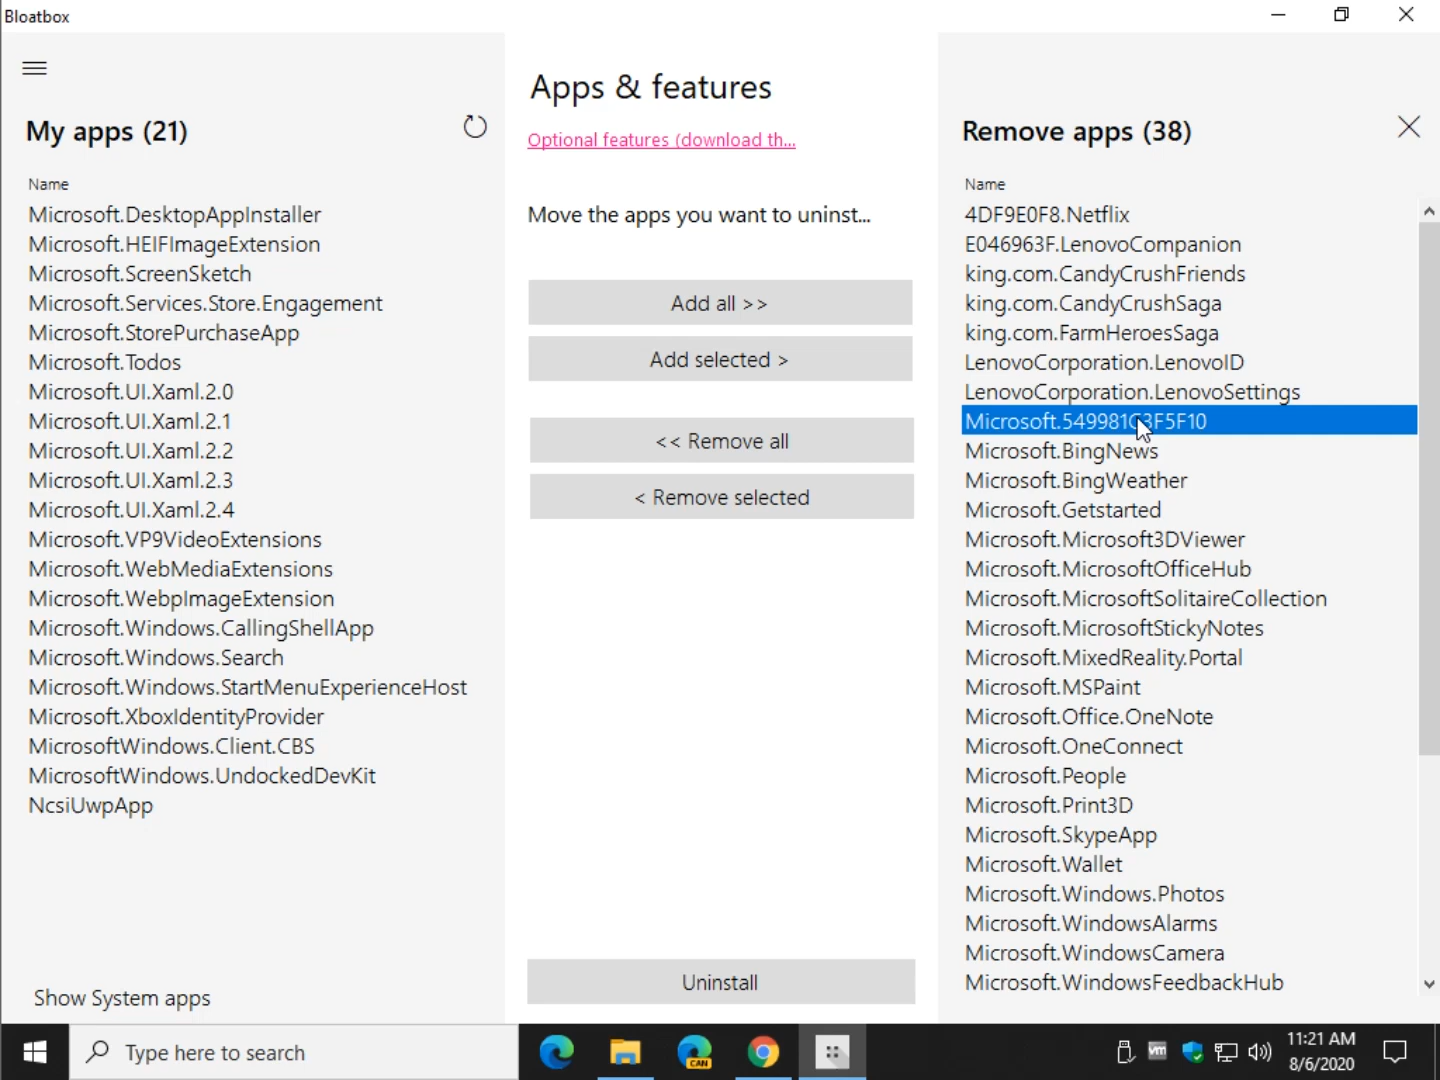 Bloatbox
My apps (21)
Name
Microsoft.DesktopAppInstaller
Microsoft.HEIFImageExtension
Microsoft.ScreenSketch
Microsoft.Services.Store.Engagement
Microsoft.StorePurchaseApp
Microsoft.Todos
Microsoft.UI.Xaml.2.0
Microsoft.UI.Xaml.2.1
Microsoft.UI.Xaml.2.2
Microsoft.UI.Xaml.2.3
Microsoft.UI.Xaml.2.4
Microsoft.VP9VideoExtensions
Microsoft.WebMediaExtensions
Microsoft.WebpImageExtension
Microsoft.Windows.CallingShellApp
Microsoft.Windows.Search
Microsoft.Windows.StartMenuExperienceHost
Microsoft.XboxIdentityProvider
MicrosoftWindows.Client.CBS
MicrosoftWindows.UndockedDevKit
NcsiUwpApp
Show System apps
Apps & features
Optional features (download th...
Move the apps you want to uninst...
Add all >>
Add selected >
<< Remove all
< Remove selected
Uninstall
Remove apps (38)
Name
4DF9E0F8.Netflix
E046963F.LenovoCompanion
king.com.CandyCrushFriends
king.com.CandyCrushSaga
king.com.FarmHeroesSaga
LenovoCorporation.LenovoID
LenovoCorporation.LenovoSettings
Microsoft.549981C3F5F10
Microsoft.BingNews
Microsoft.BingWeather
Microsoft.Getstarted
Microsoft.Microsoft3DViewer
Microsoft.MicrosoftOfficeHub
Microsoft.MicrosoftSolitaireCollection
Microsoft.MicrosoftStickyNotes
Microsoft.MixedReality.Portal
Microsoft.MSPaint
Microsoft.Office.OneNote
Microsoft.OneConnect
Microsoft.People
Microsoft.Print3D
Microsoft.SkypeApp
Microsoft.Wallet
Microsoft.Windows.Photos
Microsoft.WindowsAlarms
Microsoft.WindowsCamera
Microsoft.WindowsFeedbackHub
Type here to search
CAN
vm
11:21 AM
8/6/2020